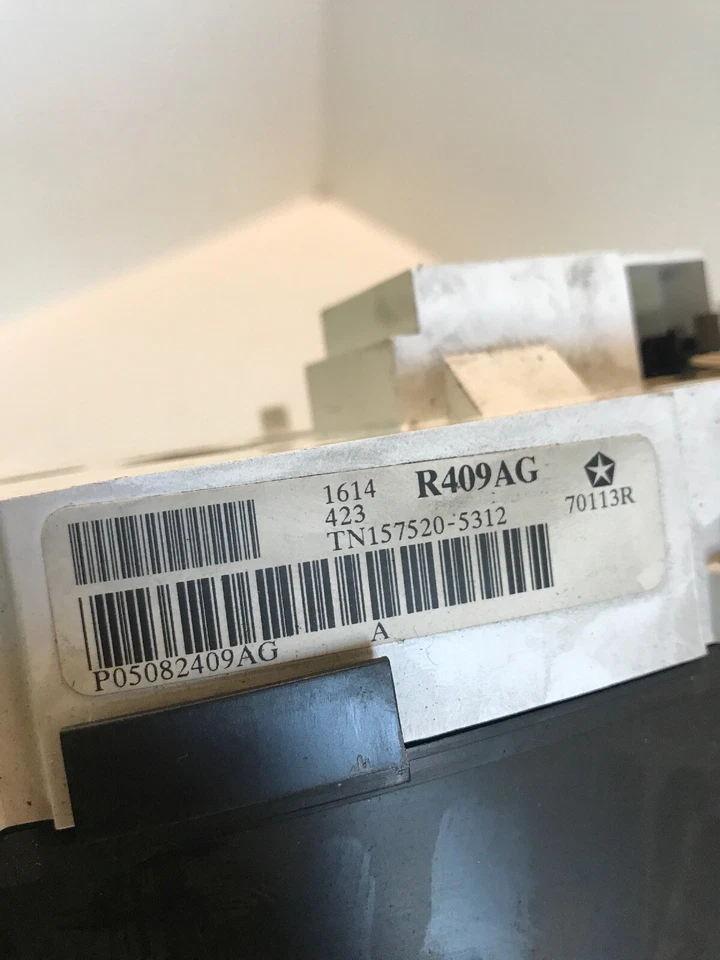 1614 R409AG
423 70113R
TN157520-5312
A
P05082409AG